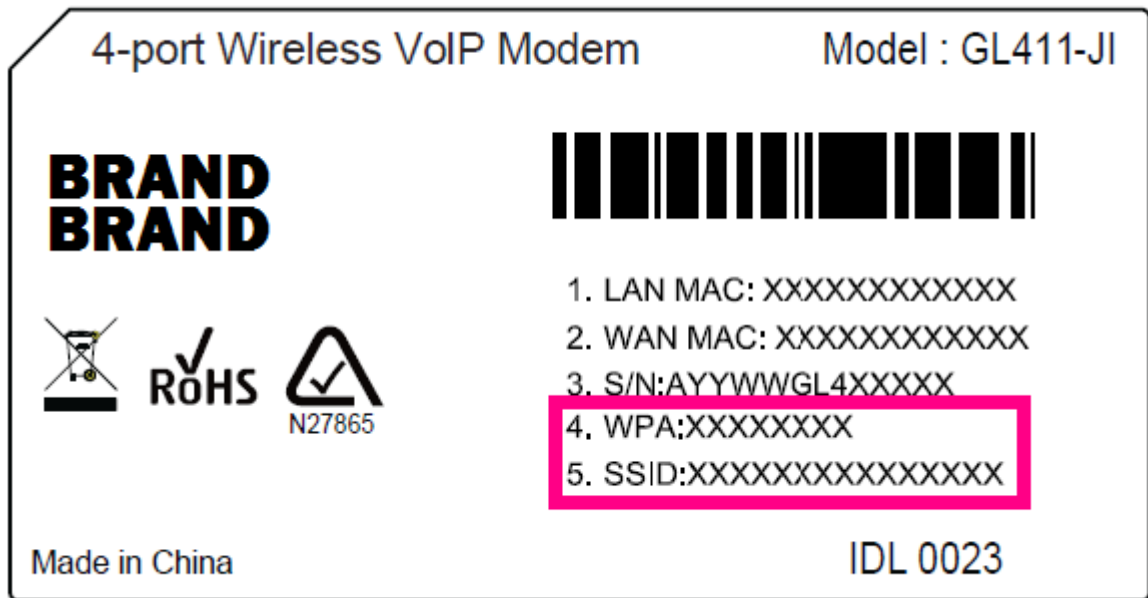 4-port Wireless VoIP Modem Model : GL411-JI
BRAND
BRAND
1. LAN MAC: XXXXXXXXXXXX
2. WAN MAC: XXXXXXXXXXXX
3. S/N:AYYWWGL4XXXXX
RoHS
N27865
4. WPA:XXXXXXXX
5. SSID:XXXXXXXXXXXXXXX
Made in China IDL 0023